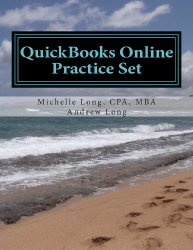 QuickBooks Online
Practice Set
Michelle Long, CPA, MBA
Andrew Long